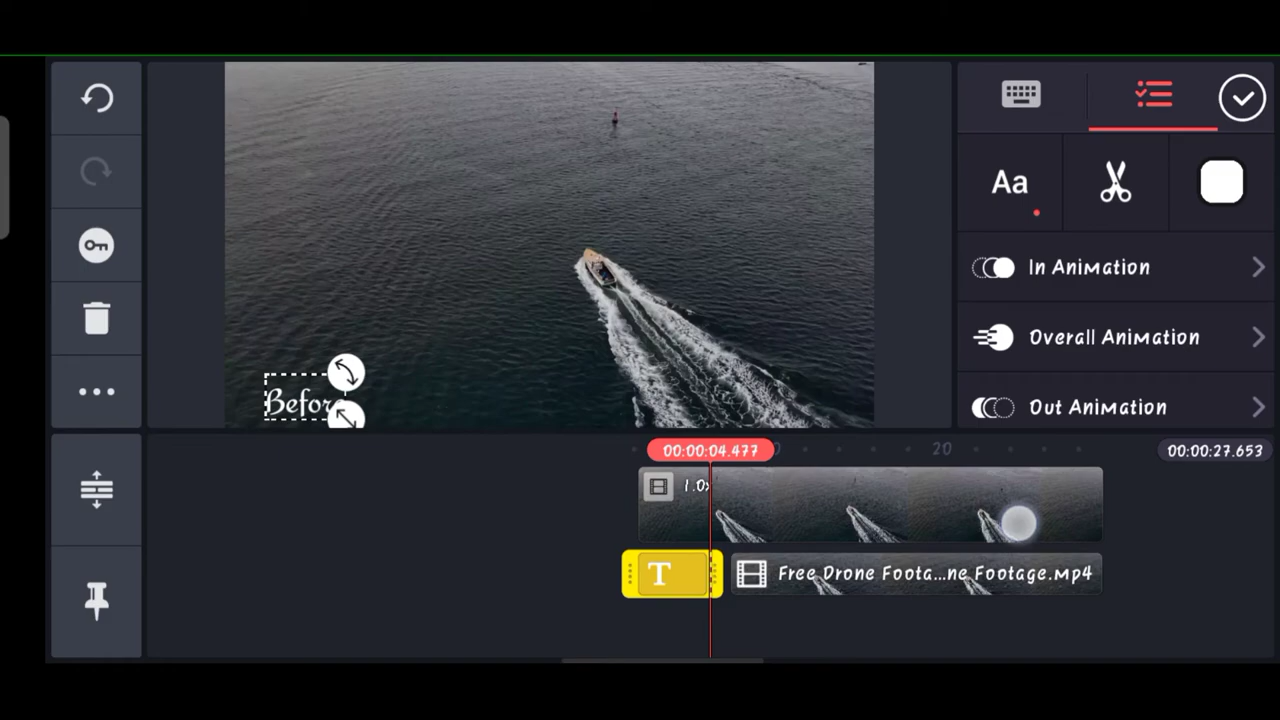 Aa
In Animation
Overall Animation
Before
Out Animation
00:00:04.477
20
00:00:27.653
1.0x
T
Free Drone Foota...ne Footage.mp4